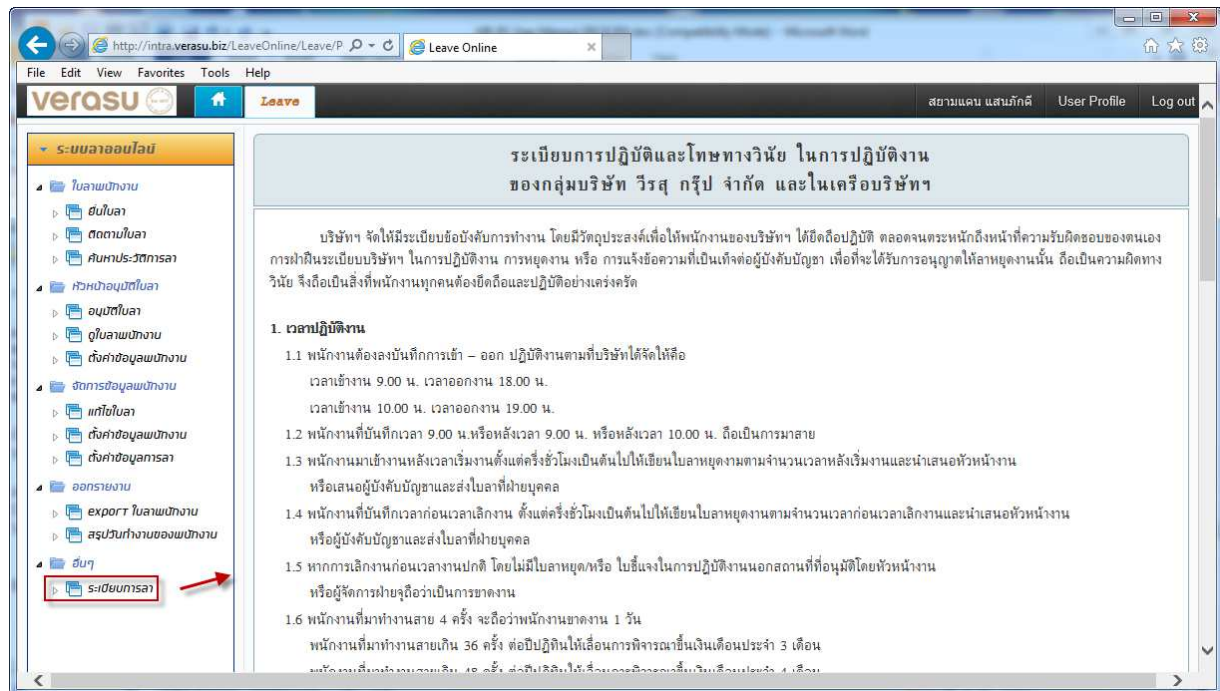 http://intra.verasu.biz/LeaveOnline/Leave/P
Leave Online
File Edit View Favorites Tools Help
verasu
Leave
สยามแคน แสนภักดี User Profile Log out
ระบบลาออนไลน์
ใบลาพนักงาน
ยื่นใบลา
ติดตามใบลา
ค้นหาประวัติการลา
หัวหน้าอนุมัติใบลา
อนุมัติใบลา
ดูใบลาพนักงาน
ตั้งค่าข้อมูลพนักงาน
จัดการข้อมูลพนักงาน
แก้ไขใบลา
ตั้งค่าข้อมูลพนักงาน
ตั้งค่าข้อมูลการลา
ออกรายงาน
export ใบลาพนักงาน
สรุปวันทำงานของพนักงาน
อื่นๆ
ระเบียบการลา
ระเบียบการปฏิบัติและโทษทางวินัย ในการปฏิบัติงาน
ของกลุ่มบริษัท วีรสุ กรุ๊ป จำกัด และในเครือบริษัทฯ
บริษัทฯ จัดให้มีระเบียบข้อบังคับการทำงาน โดยมีวัตถุประสงค์เพื่อให้พนักงานของบริษัทฯ ได้ยึดถือปฏิบัติ ตลอดจนตระหนักถึงหน้าที่ความรับผิดชอบของตนเอง
การฝ่าฝืนระเบียบบริษัทฯ ในการปฏิบัติงาน การหยุดงาน หรือ การแจ้งข้อความที่เป็นเท็จต่อผู้บังคับบัญชา เพื่อที่จะได้รับการอนุญาตให้ลาหยุดงานนั้น ถือเป็นความผิดทาง
วินัย จึงถือเป็นสิ่งที่พนักงานทุกคนต้องยึดถือและปฏิบัติอย่างเคร่งครัด
1. เวลาปฏิบัติงาน
1.1 พนักงานต้องลงบันทึกการเข้า – ออก ปฏิบัติงานตามที่บริษัทได้จัดให้คือ
เวลาเข้างาน 9.00 น. เวลาออกงาน 18.00 น.
เวลาเข้างาน 10.00 น. เวลาออกงาน 19.00 น.
1.2 พนักงานที่บันทึกเวลา 9.00 น.หรือหลังเวลา 9.00 น. หรือหลังเวลา 10.00 น. ถือเป็นการมาสาย
1.3 พนักงานมาเข้างานหลังเวลาเริ่มงานตั้งแต่ครึ่งชั่วโมงเป็นต้นไปให้เขียนใบลาหยุดงามตามจำนวนเวลาหลังเริ่มงานและนำเสนอหัวหน้างาน
หรือเสนอผู้บังคับบัญชาและส่งใบลาที่ฝ่ายบุคคล
1.4 พนักงานที่บันทึกเวลาก่อนเวลาเลิกงาน ตั้งแต่ครึ่งชั่วโมงเป็นต้นไปให้เขียนใบลาหยุดงานตามจำนวนเวลาก่อนเวลาเลิกงานและนำเสนอหัวหน้างาน
หรือผู้บังคับบัญชาและส่งใบลาที่ฝ่ายบุคคล
1.5 หากการเลิกงานก่อนเวลางานปกติ โดยไม่มีใบลาหยุด/หรือ ใบชี้แจงในการปฏิบัติงานนอกสถานที่ที่อนุมัติโดยหัวหน้างาน
หรือผู้จัดการฝ่ายจุถือว่าเป็นการขาดงาน
1.6 พนักงานที่มาทำงานสาย 4 ครั้ง จะถือว่าพนักงานขาดงาน 1 วัน
พนักงานที่มาทำงานสายเกิน 36 ครั้ง ต่อปีปฏิทินให้เลื่อนการพิจารณาขึ้นเงินเดือนประจำ 3 เดือน
พนักงานที่มาทำงานสายเกิน 48 ครั้ง ต่อปีปฏิทินให้เลื่อนการพิจารณาขึ้นเงินเดือนประจำ 4 เดือน